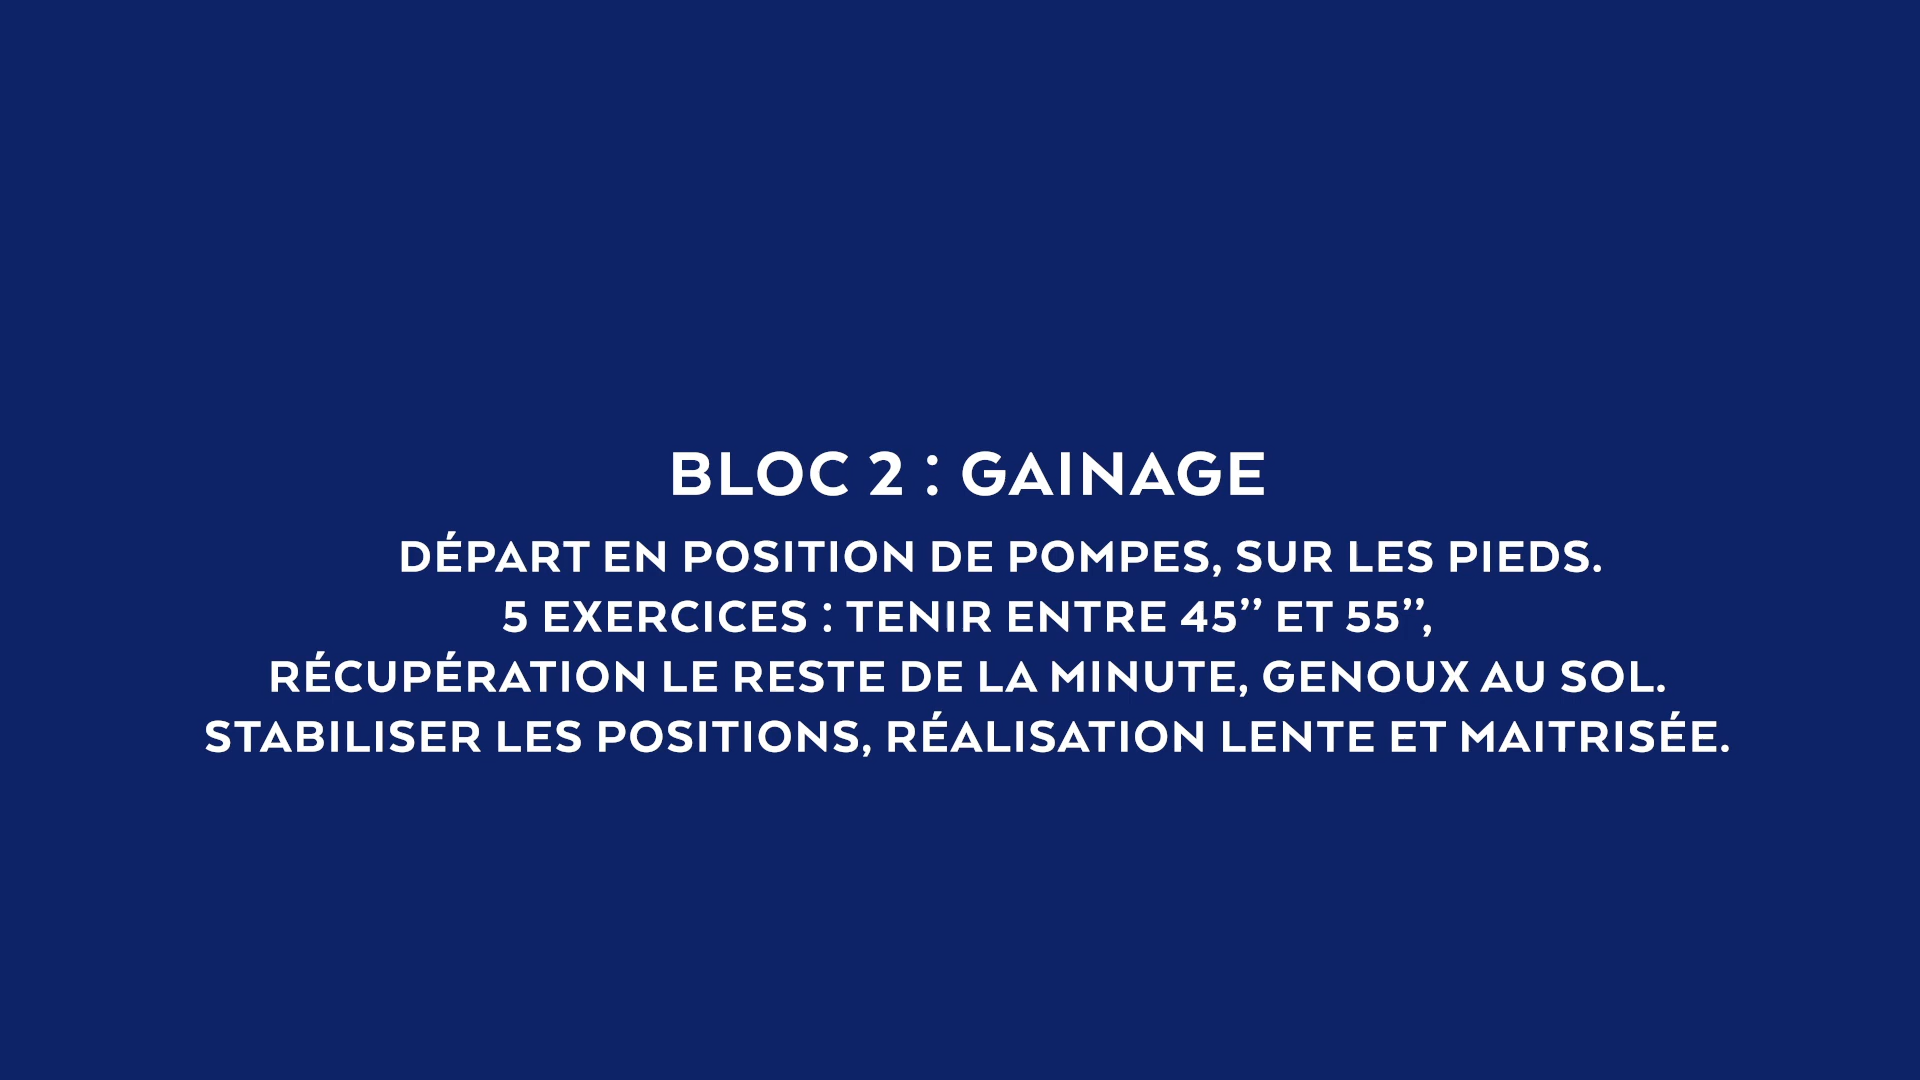 BLOC 2 : GAINAGE
DÉPART EN POSITION DE POMPES, SUR LES PIEDS.
5 EXERCICES : TENIR ENTRE 45’’ ET 55’’,
RÉCUPÉRATION LE RESTE DE LA MINUTE, GENOUX AU SOL.
STABILISER LES POSITIONS, RÉALISATION LENTE ET MAITRISÉE.